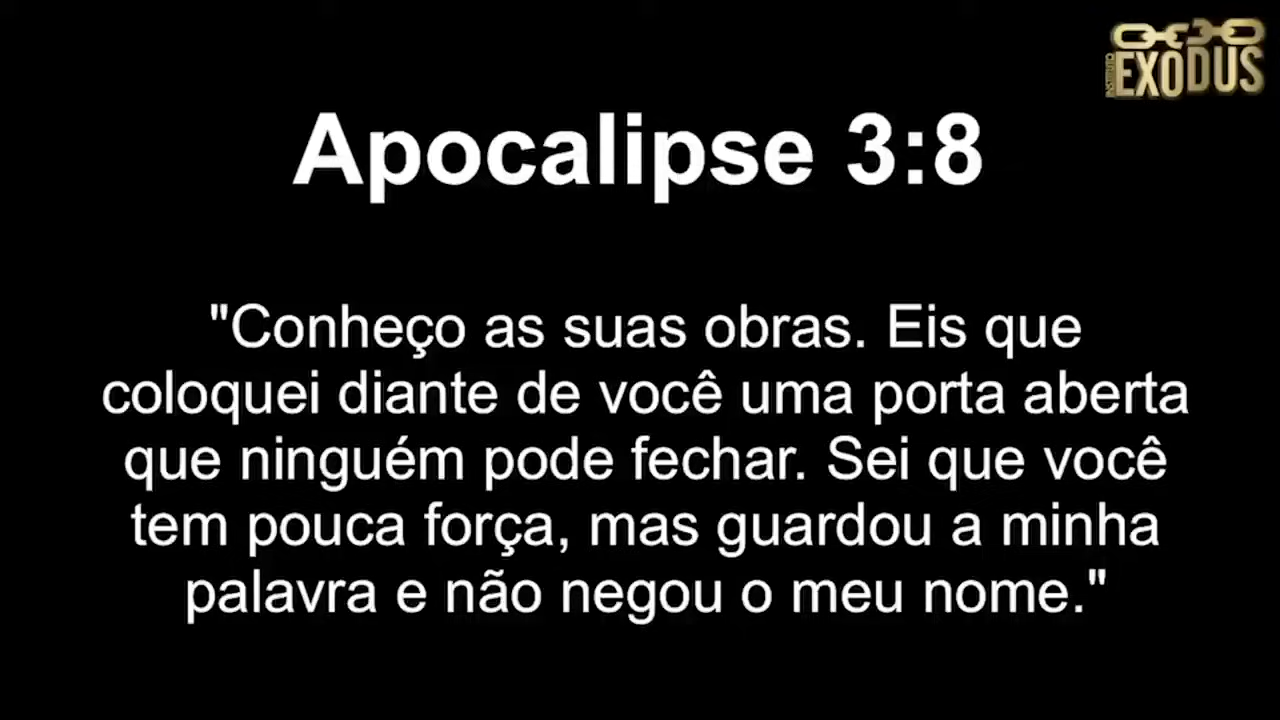 INSTITUTO
EXODUS
Apocalipse 3:8
"Conheço as suas obras. Eis que
coloquei diante de você uma porta aberta
que ninguém pode fechar. Sei que você
tem pouca força, mas guardou a minha
palavra e não negou o meu nome."